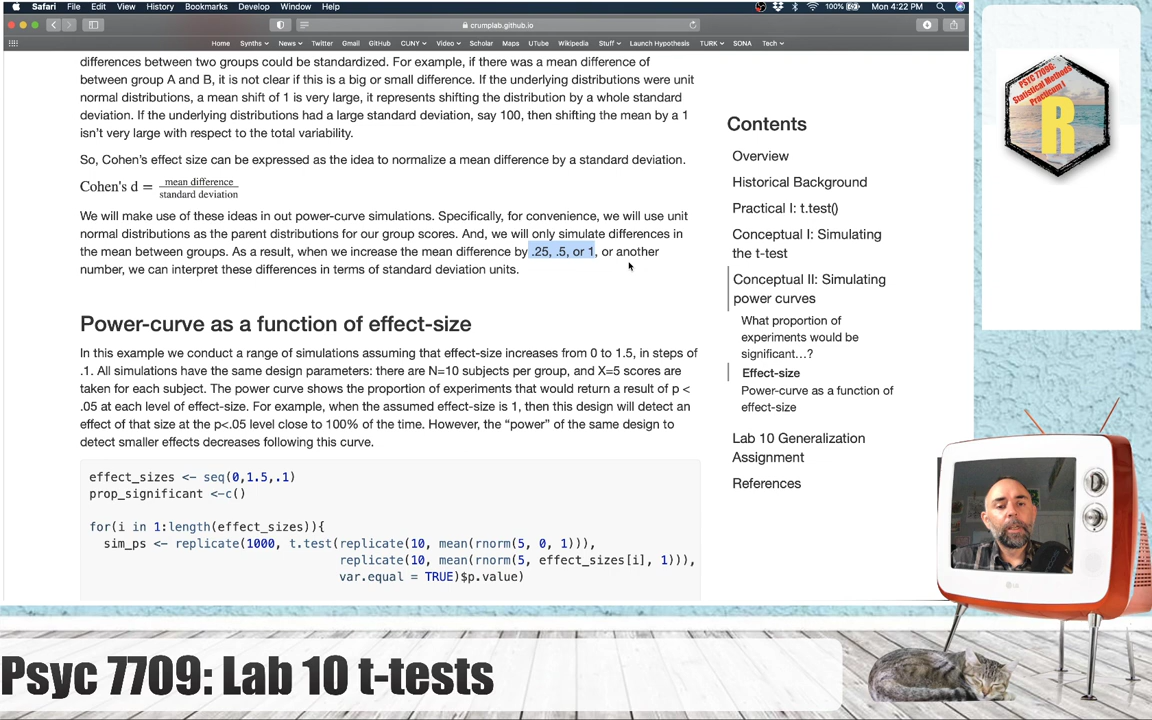 Safari File Edit View History Bookmarks Develop Window Help
100% Mon 4:22 PM
crumplab.github.io
Home Synths News Twitter Gmail GitHub CUNY Video Scholar Maps UTube Wikipedia Stuff Launch Hypothesis TURK SONA Tech
differences between two groups could be standardized. For example, if there was a mean difference of
between group A and B, it is not clear if this is a big or small difference. If the underlying distributions were unit
normal distributions, a mean shift of 1 is very large, it represents shifting the distribution by a whole standard
deviation. If the underlying distributions had a large standard deviation, say 100, then shifting the mean by a 1
isn't very large with respect to the total variability.
So, Cohen's effect size can be expressed as the idea to normalize a mean difference by a standard deviation.
Cohen's d = mean difference
standard deviation
We will make use of these ideas in out power-curve simulations. Specifically, for convenience, we will use unit
normal distributions as the parent distributions for our group scores. And, we will only simulate differences in
the mean between groups. As a result, when we increase the mean difference by .25, .5, or 1, or another
number, we can interpret these differences in terms of standard deviation units.
Power-curve as a function of effect-size
In this example we conduct a range of simulations assuming that effect-size increases from 0 to 1.5, in steps of
.1. All simulations have the same design parameters: there are N=10 subjects per group, and X=5 scores are
taken for each subject. The power curve shows the proportion of experiments that would return a result of p <
.05 at each level of effect-size. For example, when the assumed effect-size is 1, then this design will detect an
effect of that size at the p<.05 level close to 100% of the time. However, the “power” of the same design to
detect smaller effects decreases following this curve.
effect_sizes <- seq(0,1.5,.1)
prop_significant <-c()
for(i in 1:length(effect_sizes)){
sim_ps <- replicate(1000, t.test(replicate(10, mean(rnorm(5, 0, 1))),
replicate(10, mean(rnorm(5, effect_sizes[i], 1))),
var.equal = TRUE)$p.value)
Contents
Overview
Historical Background
Practical I: t.test()
Conceptual I: Simulating
the t-test
Conceptual II: Simulating
power curves
What proportion of
experiments would be
significant...?
Effect-size
Power-curve as a function of
effect-size
Lab 10 Generalization
Assignment
References
PSYC 7709G:
Statistical Methods
Practicum I
R
D
LG
Psyc 7709: Lab 10 t-tests